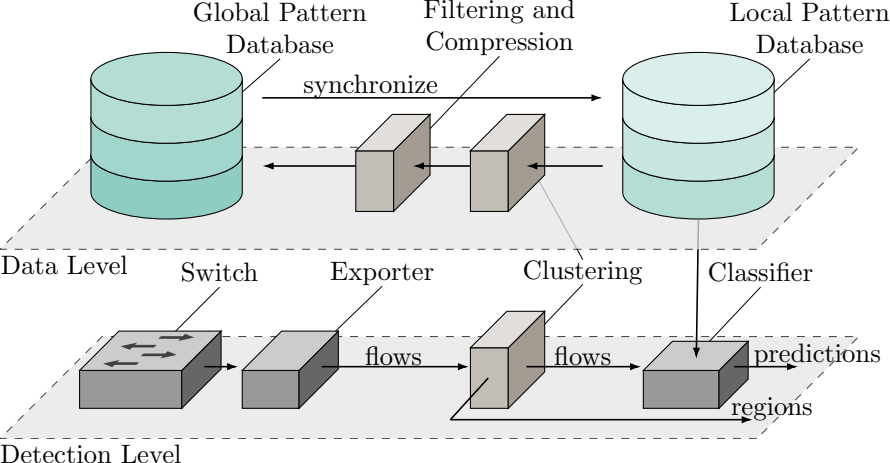 Global Pattern
Database
Filtering and
Compression
Local Pattern
Database
synchronize
Data Level
Switch
Exporter
Clustering
Classifier
flows
flows
predictions
regions
Detection Level